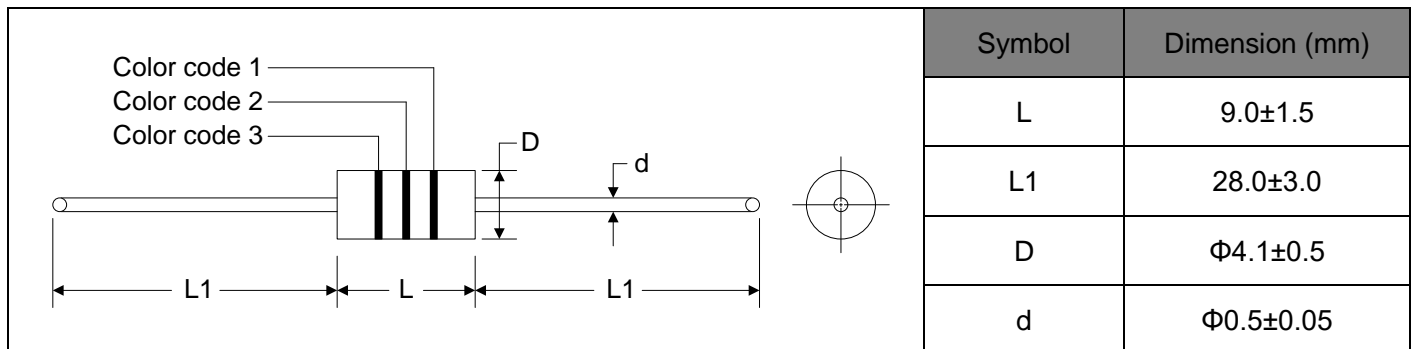 Color code 1
Color code 2
Color code 3
D
d
L1
L
L1
Symbol Dimension (mm)
L 9.0±1.5
L1 28.0±3.0
D Φ4.1±0.5
d Φ0.5±0.05